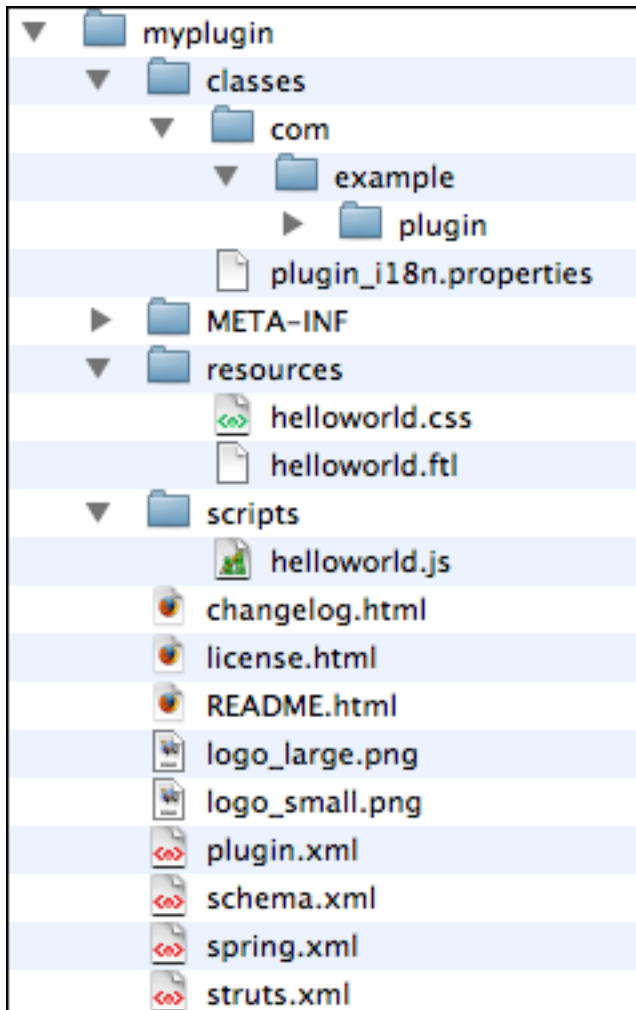 myplugin
classes
com
example
plugin
plugin_i18n.properties
META-INF
resources
helloworld.css
helloworld.ftl
scripts
helloworld.js
changelog.html
license.html
README.html
logo_large.png
logo_small.png
plugin.xml
schema.xml
spring.xml
struts.xml